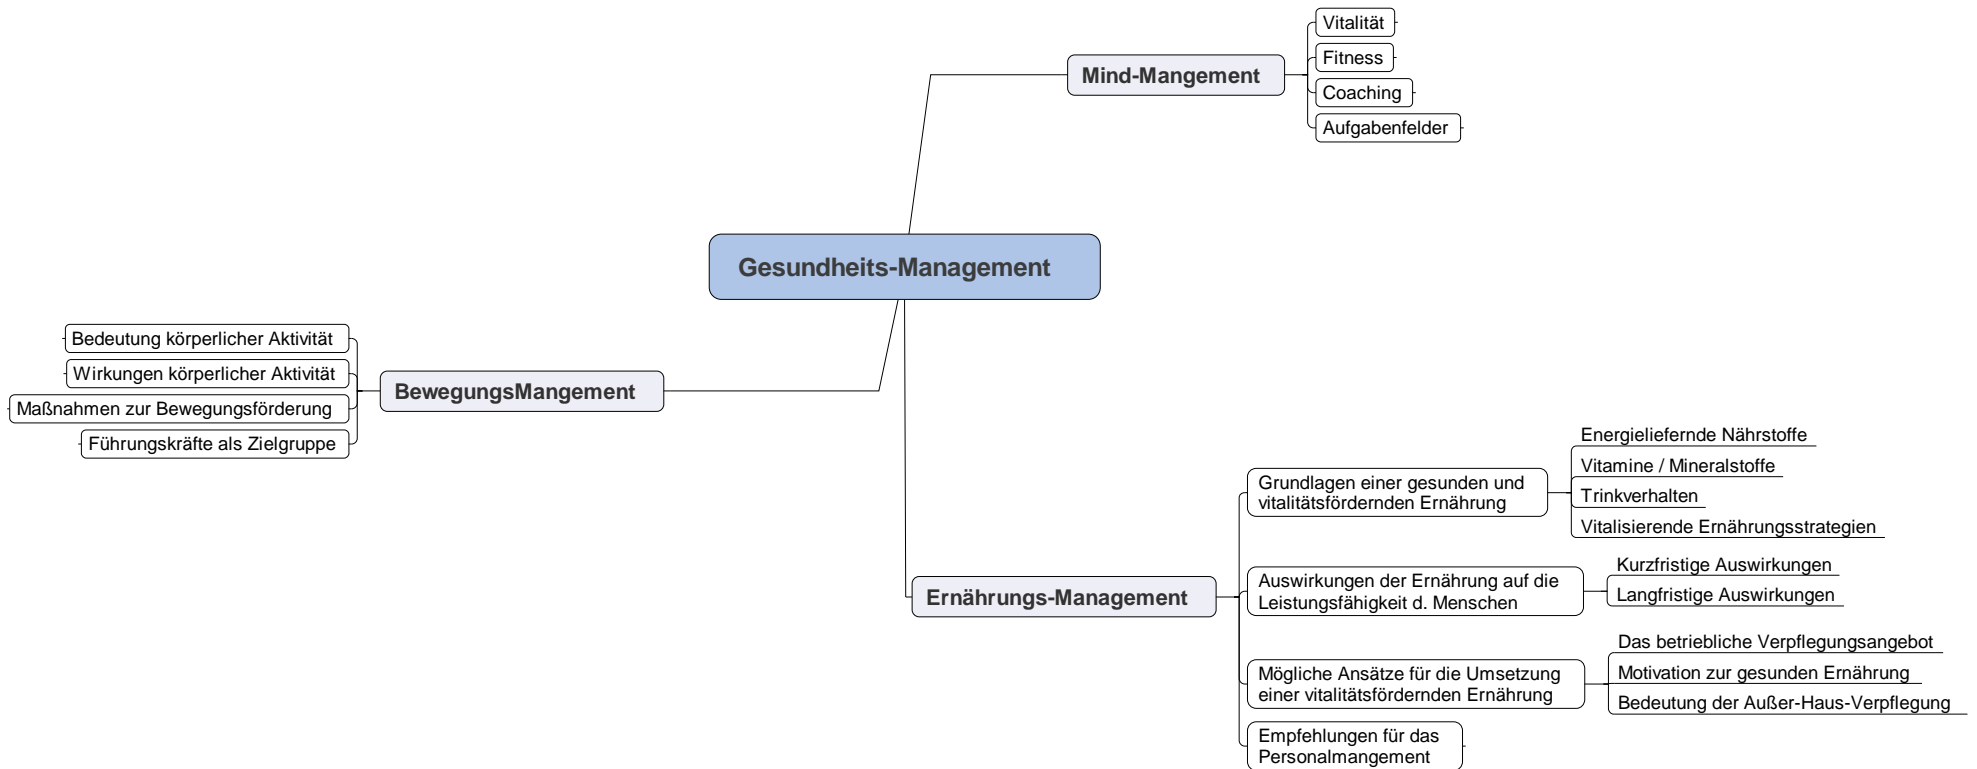 Vitalität
Fitness
Mind-Mangement
Coaching
Aufgabenfelder
Gesundheits-Management
Bedeutung körperlicher Aktivität
Wirkungen körperlicher Aktivität
BewegungsMangement
Maßnahmen zur Bewegungsförderung
Führungskräfte als Zielgruppe
Ernährungs-Management
Grundlagen einer gesunden und
vitalitätsfördernden Ernährung
Energieliefernde Nährstoffe
Vitamine / Mineralstoffe
Trinkverhalten
Vitalisierende Ernährungsstrategien
Auswirkungen der Ernährung auf die
Leistungsfähigkeit d. Menschen
Kurzfristige Auswirkungen
Langfristige Auswirkungen
Mögliche Ansätze für die Umsetzung
einer vitalitätsfördernden Ernährung
Das betriebliche Verpflegungsangebot
Motivation zur gesunden Ernährung
Bedeutung der Außer-Haus-Verpflegung
Empfehlungen für das
Personalmangement